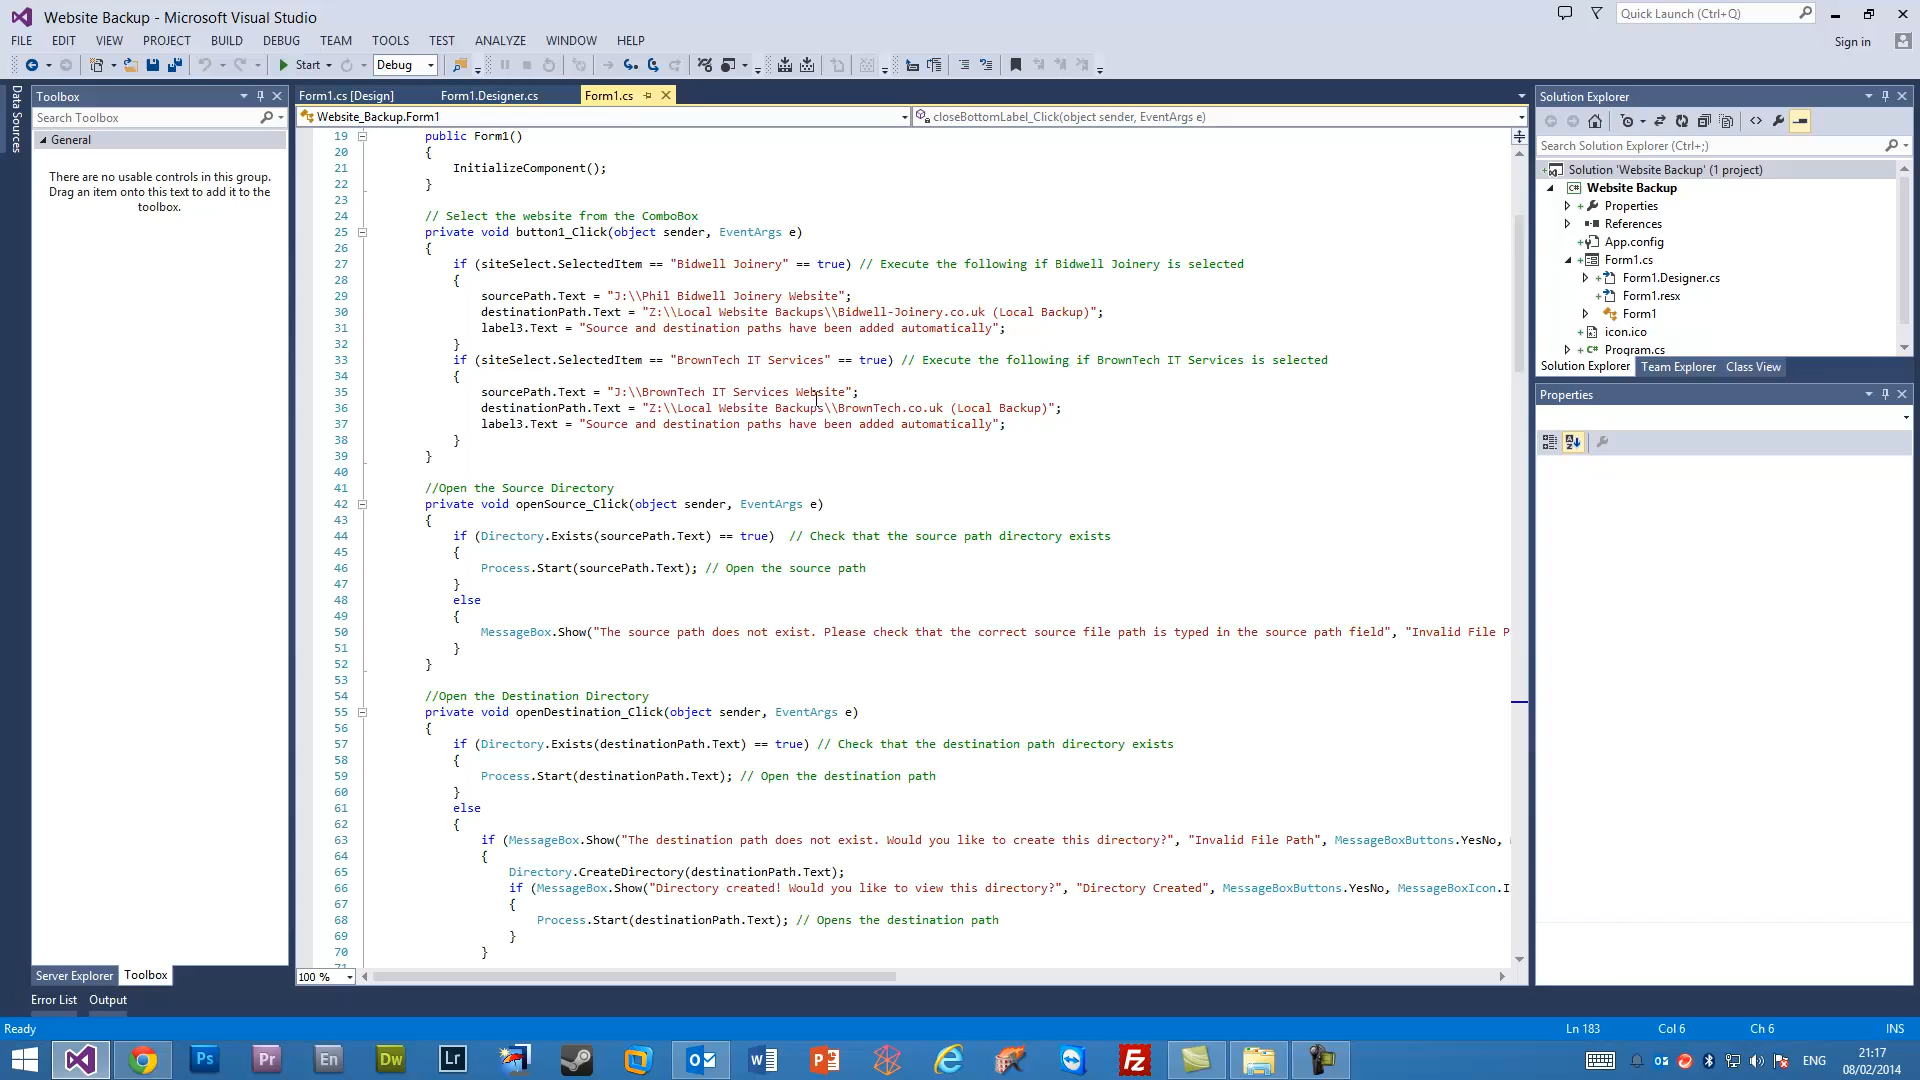 Website Backup - Microsoft Visual Studio
Quick Launch (Ctrl+Q)
FILE EDIT VIEW PROJECT BUILD DEBUG TEAM TOOLS TEST ANALYZE WINDOW HELP
Sign in
Start Debug
Data Sources
Toolbox
Search Toolbox
General
There are no usable controls in this group.
Drag an item onto this text to add it to the
toolbox.
Server Explorer Toolbox
Form1.cs [Design] Form1.Designer.cs Form1.cs
Website_Backup.Form1 closeBottomLabel_Click(object sender, EventArgs e)
19 public Form1()
20 {
21 InitializeComponent();
22 }
23
24 // Select the website from the ComboBox
25 private void button1_Click(object sender, EventArgs e)
26 {
27 if (siteSelect.SelectedItem == "Bidwell Joinery" == true) // Execute the following if Bidwell Joinery is selected
28 {
29 sourcePath.Text = "J:\\Phil Bidwell Joinery Website";
30 destinationPath.Text = "Z:\\Local Website Backups\\Bidwell-Joinery.co.uk (Local Backup)";
31 label3.Text = "Source and destination paths have been added automatically";
32 }
33 if (siteSelect.SelectedItem == "BrownTech IT Services" == true) // Execute the following if BrownTech IT Services is selected
34 {
35 sourcePath.Text = "J:\\BrownTech IT Services Website";
36 destinationPath.Text = "Z:\\Local Website Backups\\BrownTech.co.uk (Local Backup)";
37 label3.Text = "Source and destination paths have been added automatically";
38 }
39 }
40
41 //Open the Source Directory
42 private void openSource_Click(object sender, EventArgs e)
43 {
44 if (Directory.Exists(sourcePath.Text) == true) // Check that the source path directory exists
45 {
46 Process.Start(sourcePath.Text); // Open the source path
47 }
48 else
49 {
50 MessageBox.Show("The source path does not exist. Please check that the correct source file path is typed in the source path field", "Invalid File P
51 }
52 }
53
54 //Open the Destination Directory
55 private void openDestination_Click(object sender, EventArgs e)
56 {
57 if (Directory.Exists(destinationPath.Text) == true) // Check that the destination path directory exists
58 {
59 Process.Start(destinationPath.Text); // Open the destination path
60 }
61 else
62 {
63 if (MessageBox.Show("The destination path does not exist. Would you like to create this directory?", "Invalid File Path", MessageBoxButtons.YesNo,
64 {
65 Directory.CreateDirectory(destinationPath.Text);
66 if (MessageBox.Show("Directory created! Would you like to view this directory?", "Directory Created", MessageBoxButtons.YesNo, MessageBoxIcon.I
67 {
68 Process.Start(destinationPath.Text); // Opens the destination path
69 }
70 }
71
100 %
Solution Explorer
Search Solution Explorer (Ctrl+;)
Solution 'Website Backup' (1 project)
C# Website Backup
Properties
References
App.config
Form1.cs
Form1.Designer.cs
Form1.resx
Form1
icon.ico
C# Program.cs
Solution Explorer Team Explorer Class View
Properties
Error List Output
Ready Ln 183 Col 6 Ch 6 INS
Ps Pr En Dw Lr Fz
ENG
21:17
08/02/2014